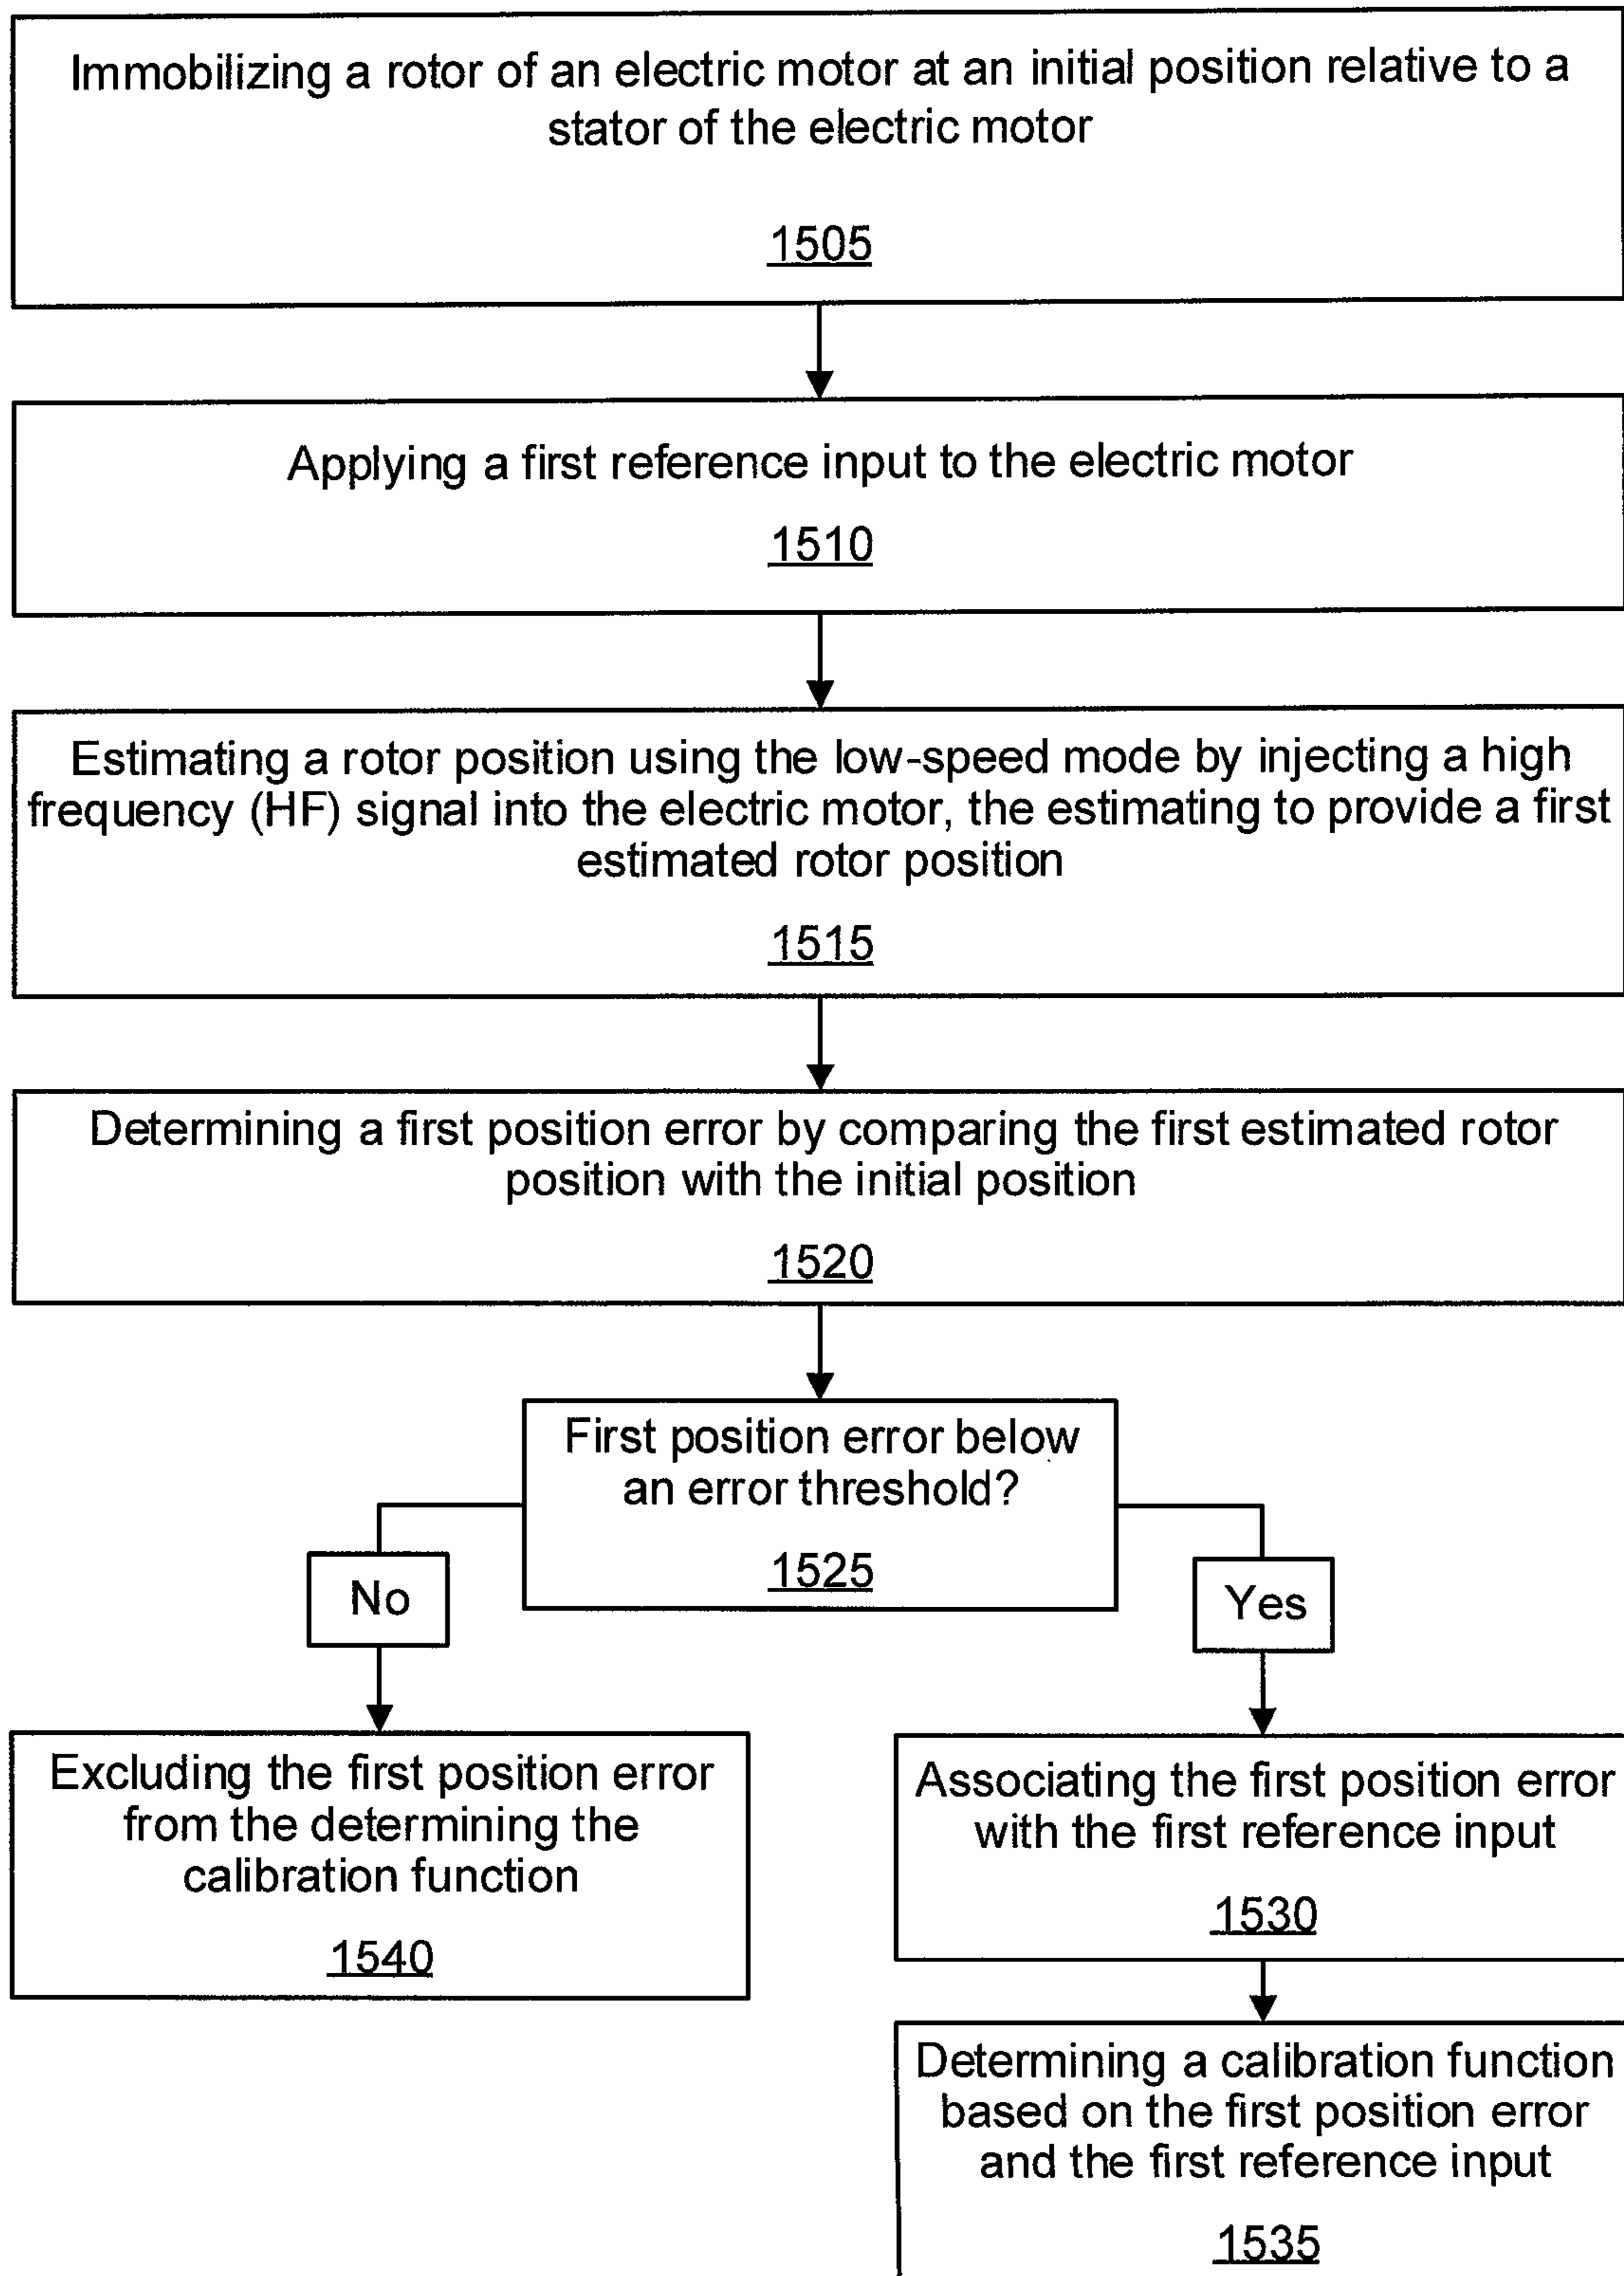 Immobilizing a rotor of an electric motor at an initial position relative to a
stator of the electric motor
1505
Applying a first reference input to the electric motor
1510
Estimating a rotor position using the low-speed mode by injecting a high
frequency (HF) signal into the electric motor, the estimating to provide a first
estimated rotor position
1515
Determining a first position error by comparing the first estimated rotor
position with the initial position
1520
First position error below
an error threshold?
1525
No
Yes
Excluding the first position error
from the determining the
calibration function
1540
Associating the first position error
with the first reference input
1530
Determining a calibration function
based on the first position error
and the first reference input
1535